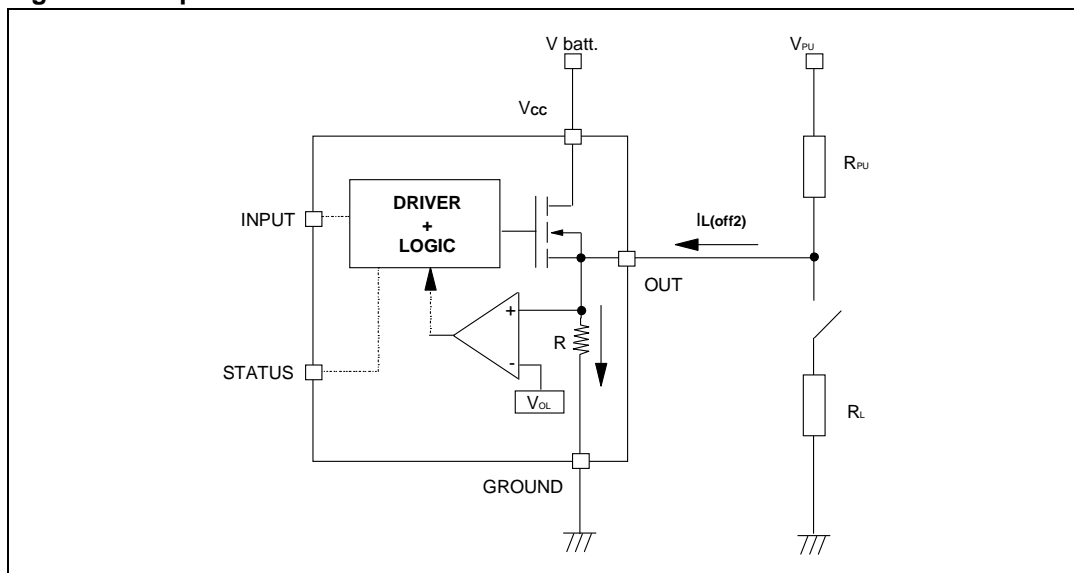 V batt.
VPU
VCC
RPU
INPUT
DRIVER
+
LOGIC
IL(off2)
OUT
+
R
-
STATUS
VOL
RL
GROUND